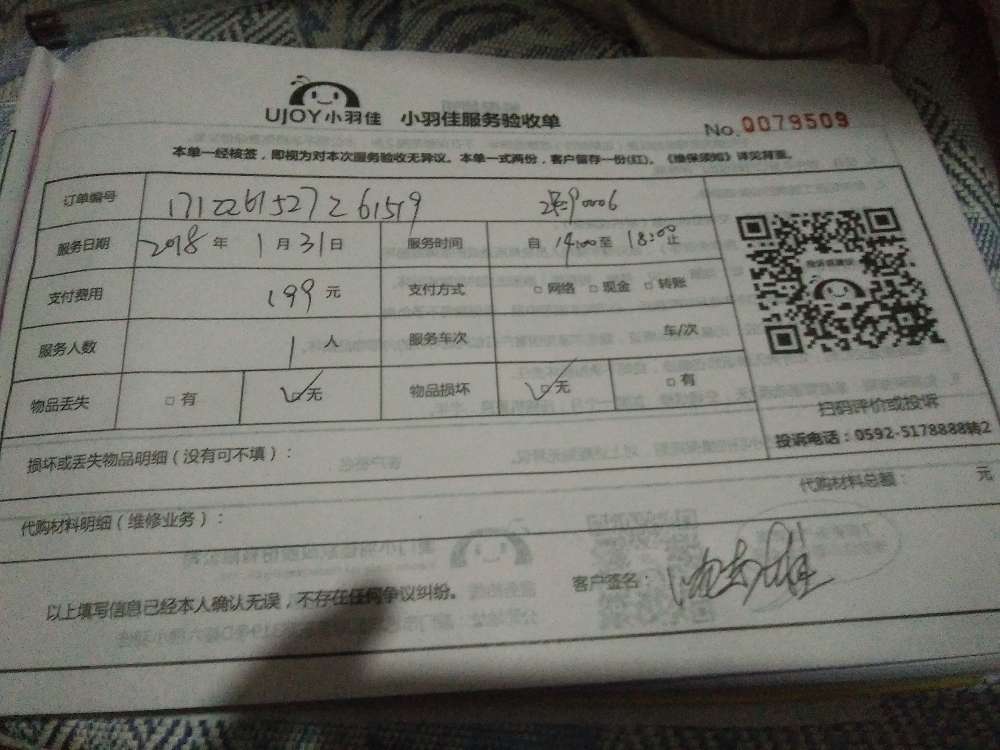 UJOY小羽佳 小羽佳服务验收单
No. 0079509
本单一经核签，即视为对本次服务验收无异议。本单一式两份，客户留存一份(红)。《维保须知》详见背面。
订单编号 17122615272 61519
服务日期 2018 年 1 月 31 日 服务时间 自 14:00 至 18:00 止
支付费用 199 元 支付方式 □ 网络 □ 现金 □ 转账
服务人数 1 人 服务车次 车/次
物品丢失 □ 有 □ 无 物品损坏 □ 无 □ 有
扫码评价或投诉
投诉电话：0592-5178888转2
损坏或丢失物品明细（没有可不填）：
代购材料明细（维修业务）： 代购材料总额： 元
以上填写信息已经本人确认无误，不存在任何争议纠纷。 客户签名：